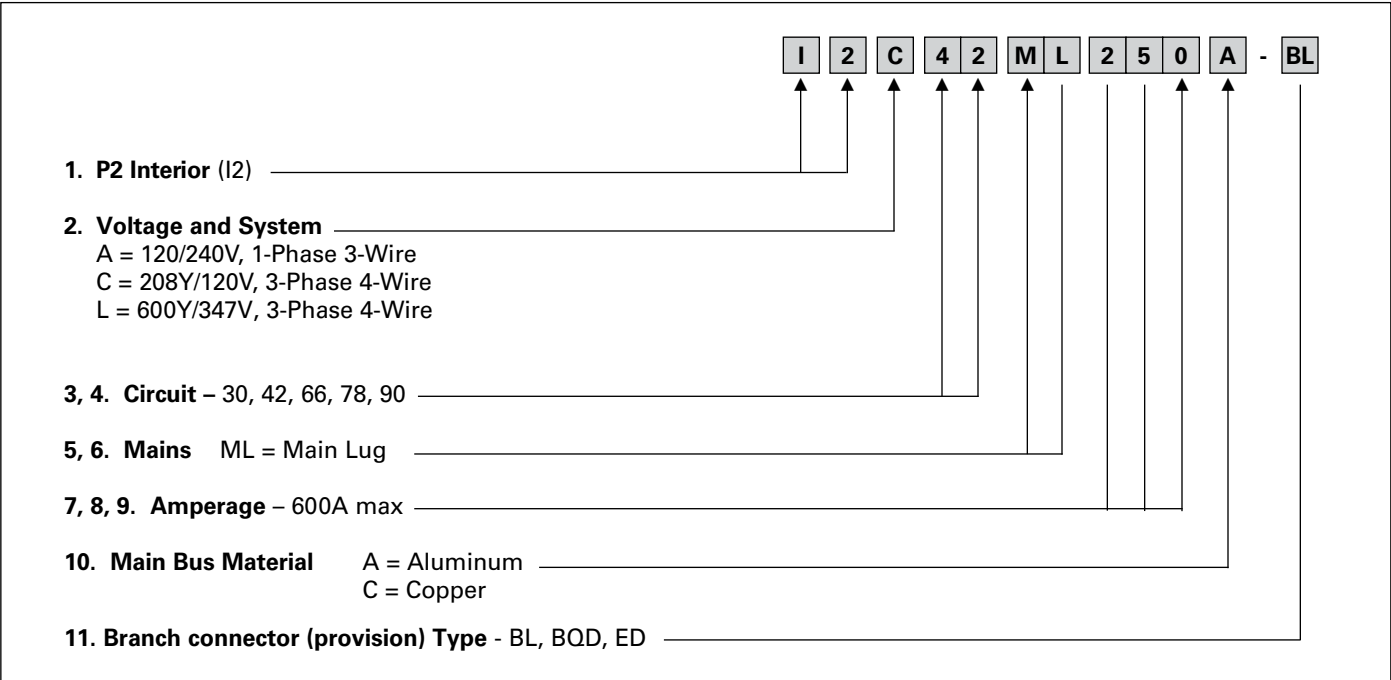 I 2 C 4 2 M L 2 5 0 A - BL
1. P2 Interior (I2)
2. Voltage and System
A = 120/240V, 1-Phase 3-Wire
C = 208Y/120V, 3-Phase 4-Wire
L = 600Y/347V, 3-Phase 4-Wire
3, 4. Circuit – 30, 42, 66, 78, 90
5, 6. Mains ML = Main Lug
7, 8, 9. Amperage – 600A max
10. Main Bus Material A = Aluminum
C = Copper
11. Branch connector (provision) Type - BL, BQD, ED